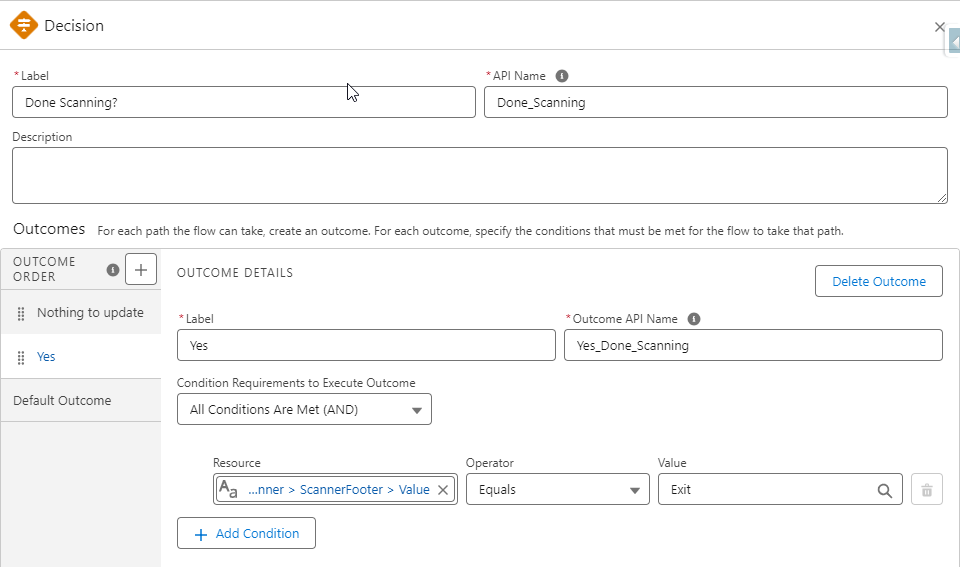 Decision
* Label
* API Name
Done Scanning?
Done_Scanning
Description
Outcomes For each path the flow can take, create an outcome. For each outcome, specify the conditions that must be met for the flow to take that path.
OUTCOME ORDER
OUTCOME DETAILS
Delete Outcome
Nothing to update
Yes
Default Outcome
* Label
* Outcome API Name
Yes
Yes_Done_Scanning
Condition Requirements to Execute Outcome
All Conditions Are Met (AND)
Resource
Operator
Value
Aa ...nner > ScannerFooter > Value
Equals
Exit
Add Condition